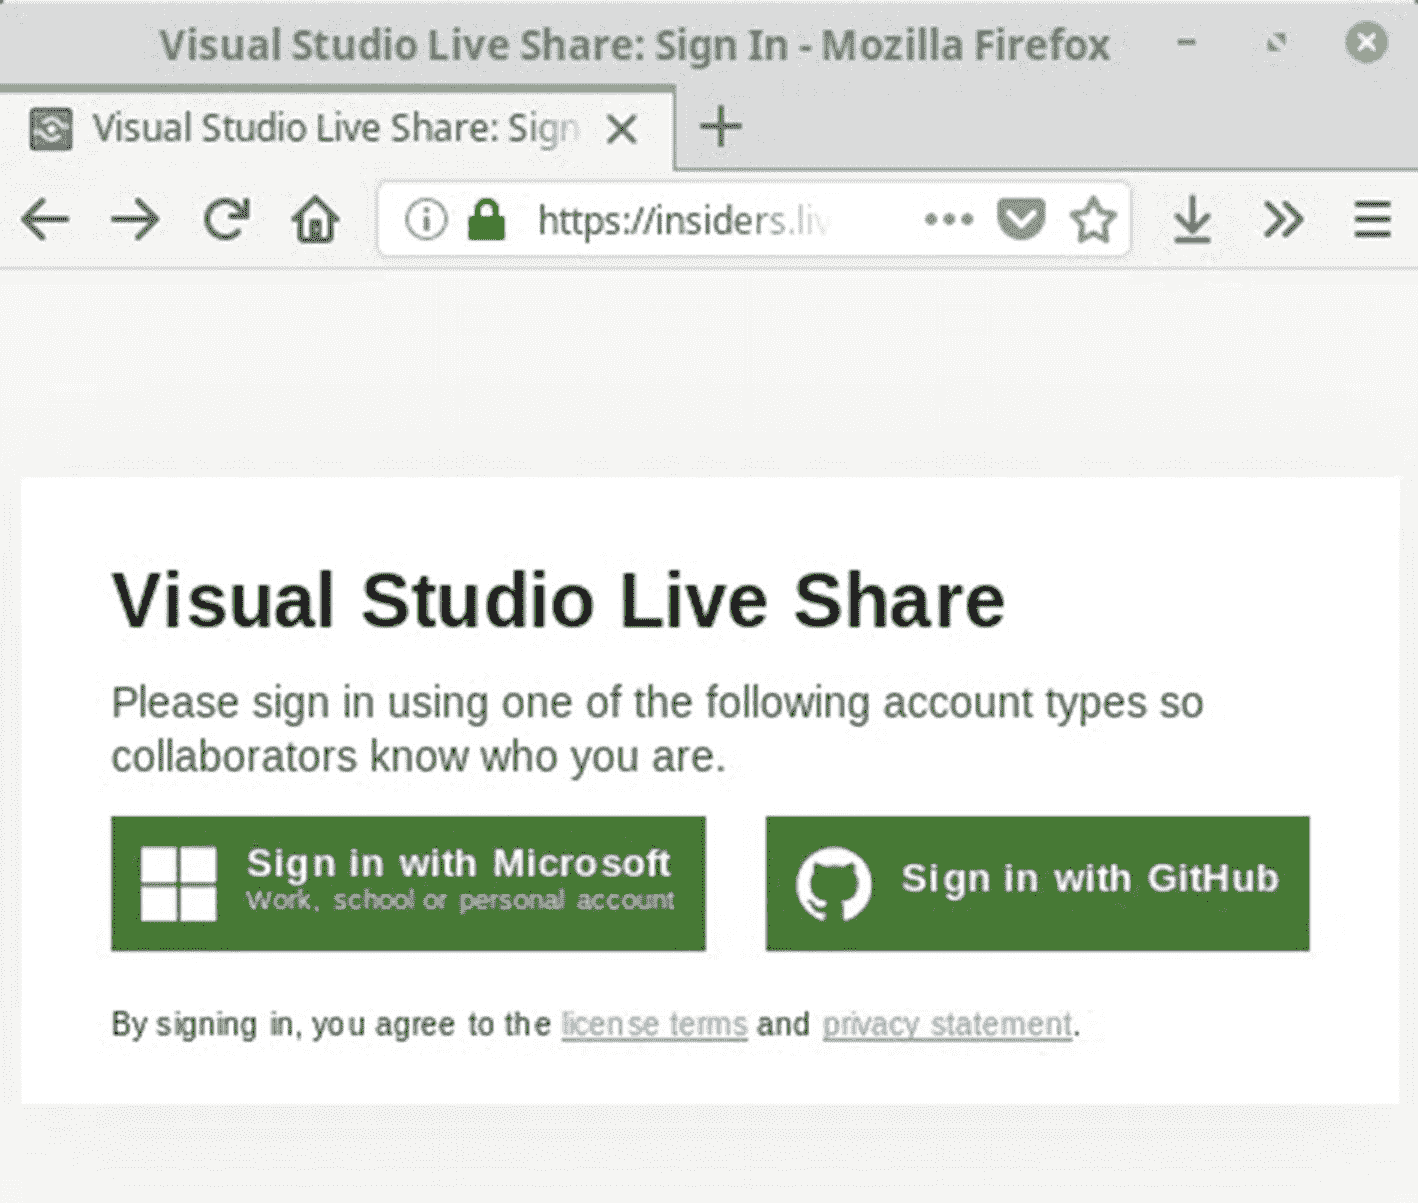 Visual Studio Live Share: Sign In - Mozilla Firefox
Visual Studio Live Share: Sign
https://insiders.liv
Visual Studio Live Share
Please sign in using one of the following account types so
collaborators know who you are.
Sign in with Microsoft
Work, school or personal account
Sign in with GitHub
By signing in, you agree to the license terms and privacy statement.